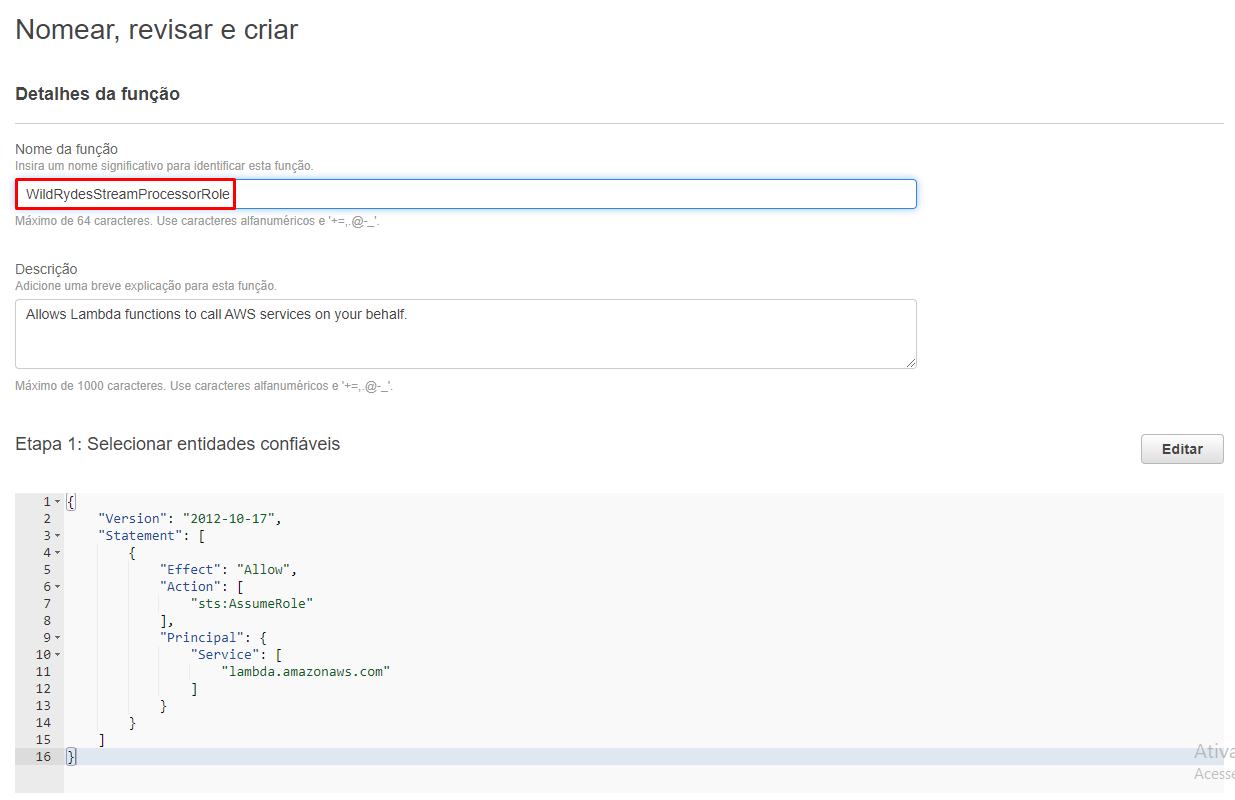 Nomear, revisar e criar
Detalhes da função
Nome da função
Insira um nome significativo para identificar esta função.
WildRydesStreamProcessorRole
Máximo de 64 caracteres. Use caracteres alfanuméricos e '+=,.@-_'.
Descrição
Adicione uma breve explicação para esta função.
Allows Lambda functions to call AWS services on your behalf.
Máximo de 1000 caracteres. Use caracteres alfanuméricos e '+=,.@-_'.
Etapa 1: Selecionar entidades confiáveis
Editar
1 {
2 "Version": "2012-10-17",
3 "Statement": [
4 {
5 "Effect": "Allow",
6 "Action": [
7 "sts:AssumeRole"
8 ],
9 "Principal": {
10 "Service": [
11 "lambda.amazonaws.com"
12 ]
13 }
14 }
15 ]
16 }